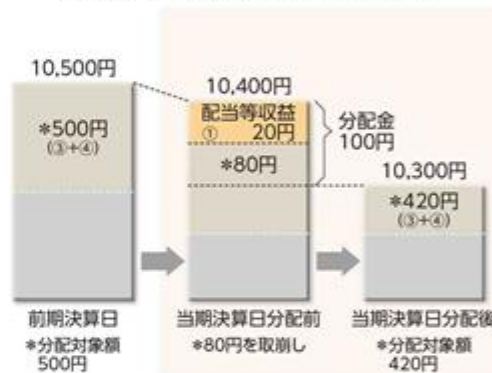 10,500円
*500円
(③+④)
10,400円
配当等収益
① 20円
*80円
分配金
100円
10,300円
*420円
(③+④)
前期決算日
*分配対象額
500円
当期決算日分配前
*80円を取崩し
当期決算日分配後
*分配対象額
420円